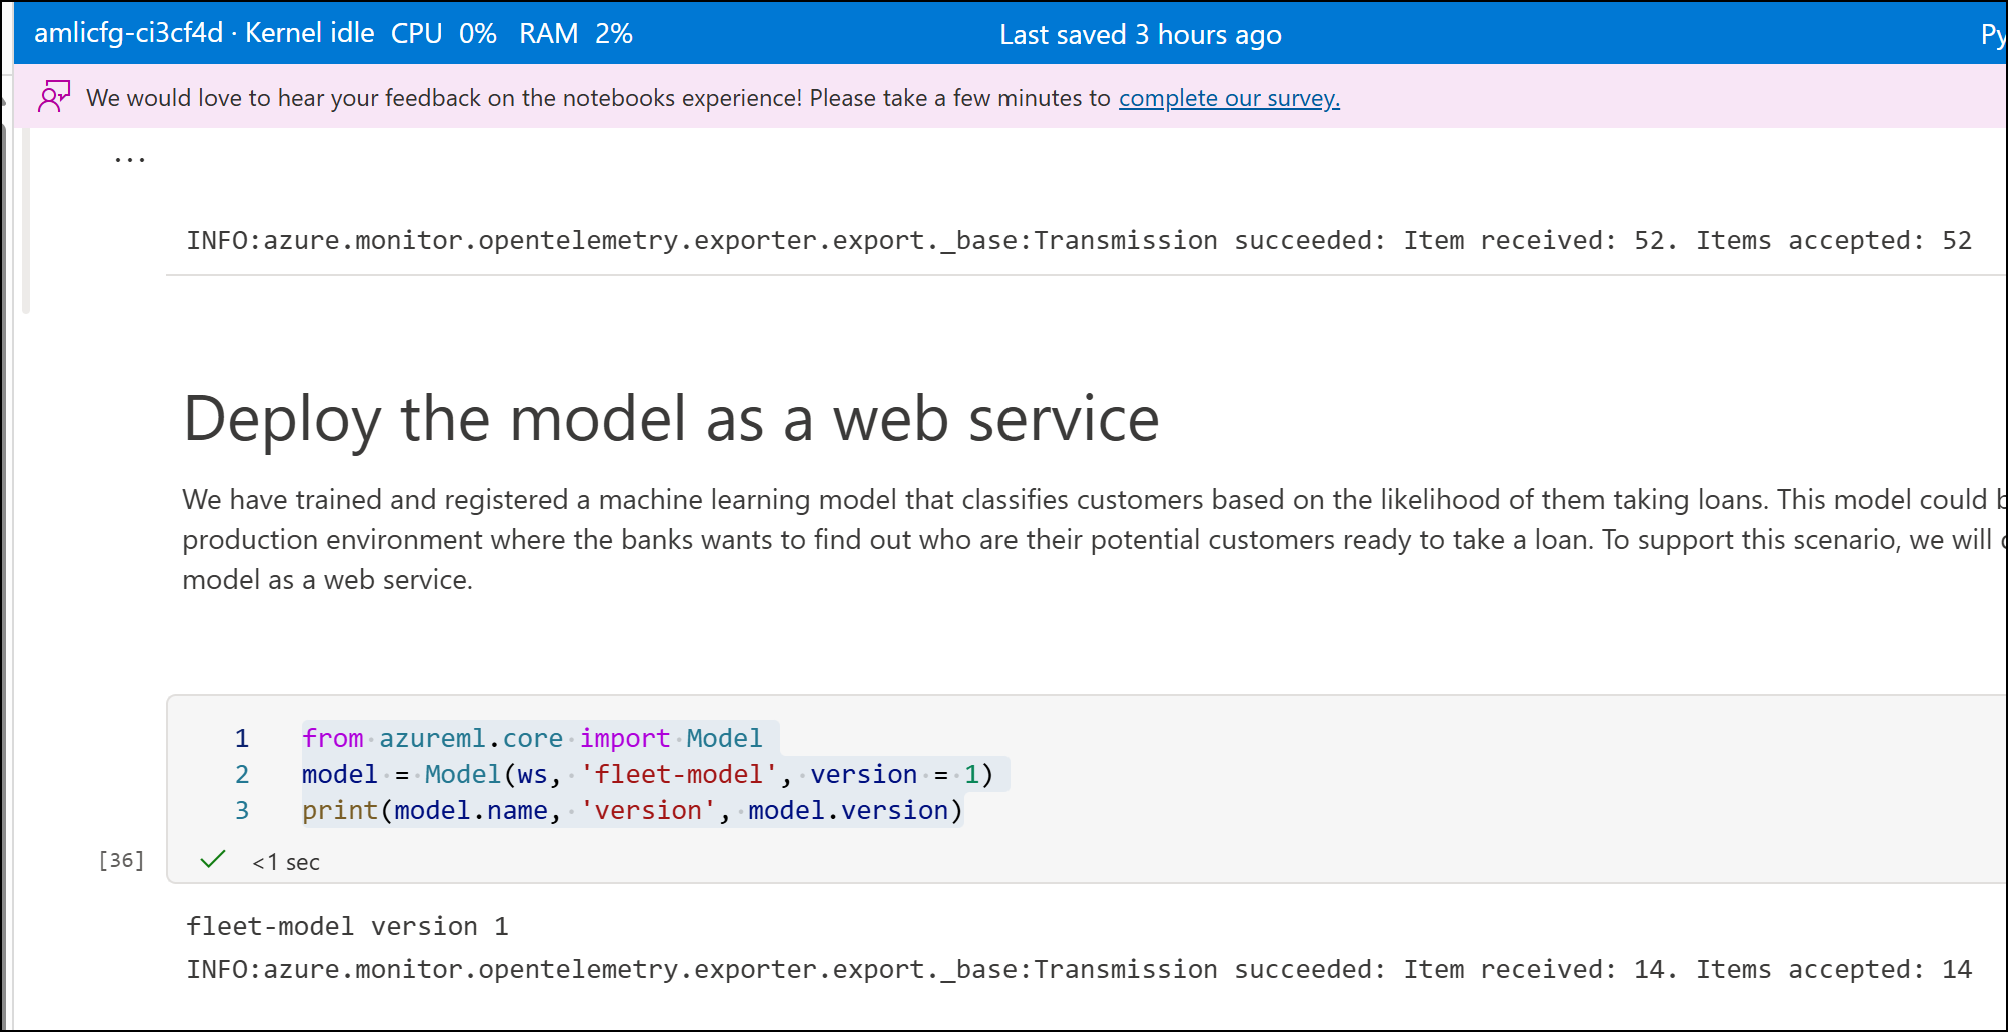 amlicfg-ci3cf4d · Kernel idle CPU 0% RAM 2% Last saved 3 hours ago Py
We would love to hear your feedback on the notebooks experience! Please take a few minutes to complete our survey.
...
INFO:azure.monitor.opentelemetry.exporter.export._base:Transmission succeeded: Item received: 52. Items accepted: 52
Deploy the model as a web service
We have trained and registered a machine learning model that classifies customers based on the likelihood of them taking loans. This model could
production environment where the banks wants to find out who are their potential customers ready to take a loan. To support this scenario, we will
model as a web service.
1 from azureml.core import Model
2 model = Model(ws, 'fleet-model', version = 1)
3 print(model.name, 'version', model.version)
[36] <1 sec
fleet-model version 1
INFO:azure.monitor.opentelemetry.exporter.export._base:Transmission succeeded: Item received: 14. Items accepted: 14